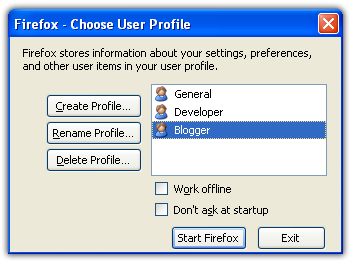 Firefox - Choose User Profile
Firefox stores information about your settings, preferences,
and other user items in your user profile.
Create Profile...
Rename Profile...
Delete Profile...
General
Developer
Blogger
Work offline
Don't ask at startup
Start Firefox
Exit